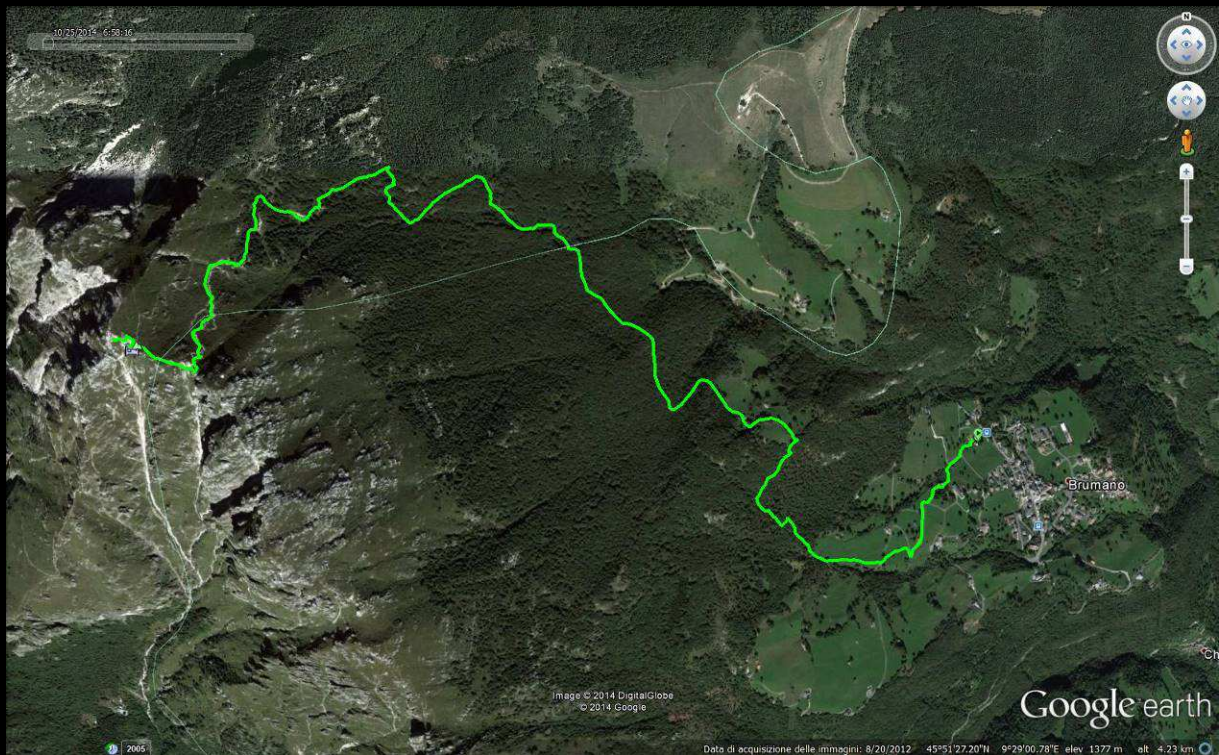 10/25/2014 6:58:16
N
Brumano
Ch
Image © 2014 DigitalGlobe
© 2014 Google
Google earth
2005
Data di acquisizione delle immagini: 8/20/2012 45°51'27.20"N 9°29'00.78"E elev 1377 m alt 4.23 km